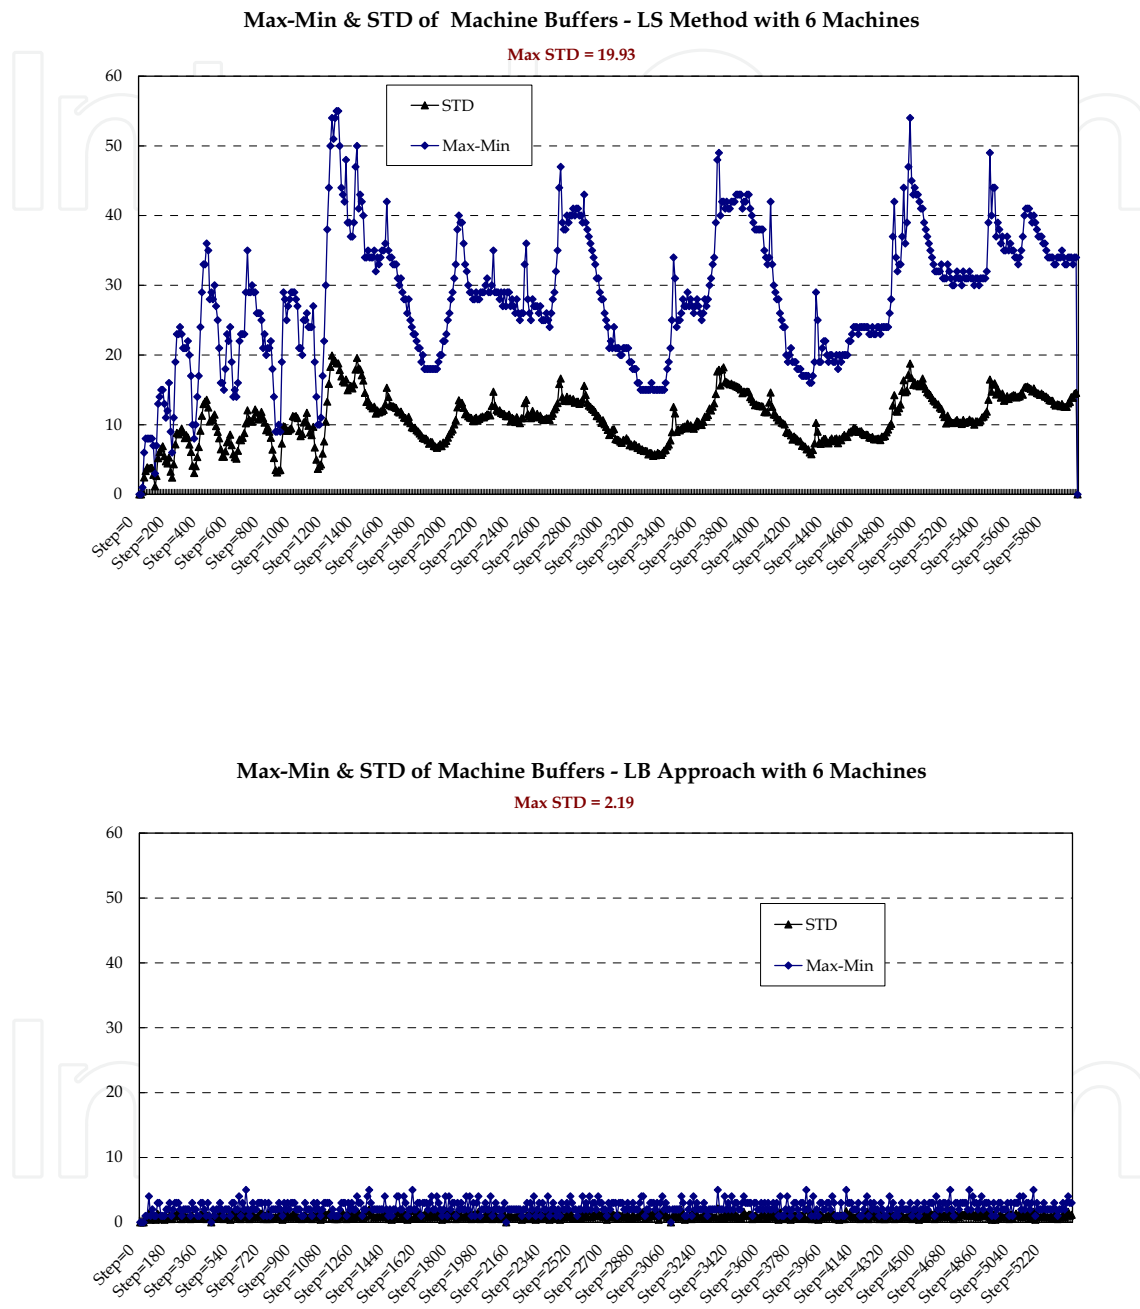 Max-Min & STD of Machine Buffers - LS Method with 6 Machines
Max STD = 19.93
60
50
40
30
20
10
0
STD
Max-Min
Step=0
Step=200
Step=400
Step=600
Step=800
Step=1000
Step=1200
Step=1400
Step=1600
Step=1800
Step=2000
Step=2200
Step=2400
Step=2600
Step=2800
Step=3000
Step=3200
Step=3400
Step=3600
Step=3800
Step=4000
Step=4200
Step=4400
Step=4600
Step=4800
Step=5000
Step=5200
Step=5400
Step=5600
Step=5800
Max-Min & STD of Machine Buffers - LB Approach with 6 Machines
Max STD = 2.19
60
50
40
30
20
10
0
STD
Max-Min
Step=0
Step=180
Step=360
Step=540
Step=720
Step=900
Step=1080
Step=1260
Step=1440
Step=1620
Step=1800
Step=1980
Step=2160
Step=2340
Step=2520
Step=2700
Step=2880
Step=3060
Step=3240
Step=3420
Step=3600
Step=3780
Step=3960
Step=4140
Step=4320
Step=4500
Step=4680
Step=4860
Step=5040
Step=5220